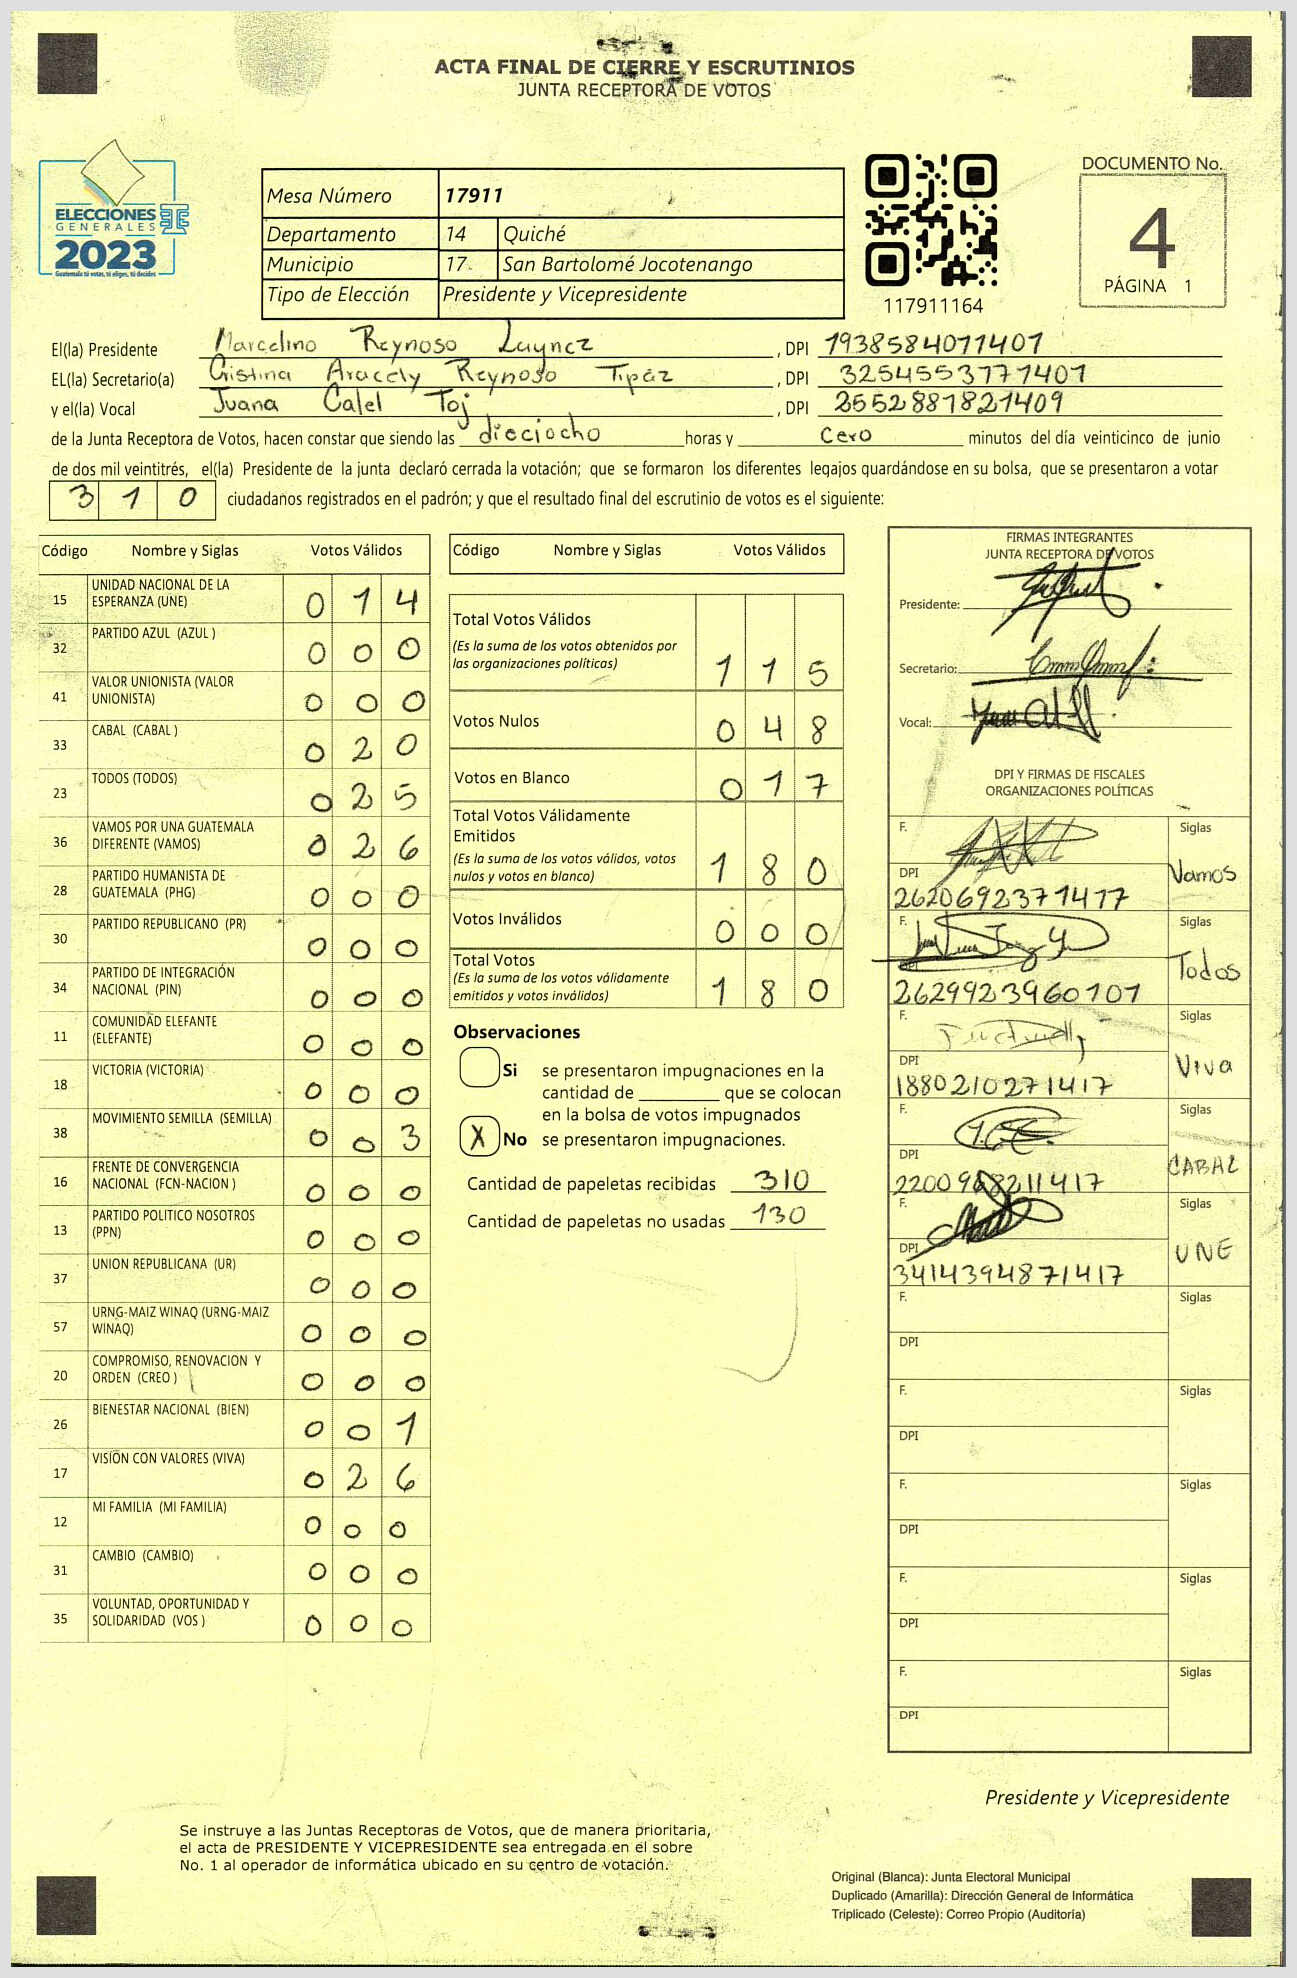 ACTA FINAL DE CIERRE Y ESCRUTINIOS
JUNTA RECEPTORA DE VOTOS
ELECCIONES
GENERALES
2023
Guatemala tú votas, tú eliges, tú decides
Mesa Número 17911
Departamento 14 Quiché
Municipio 17 San Bartolomé Jocotenango
Tipo de Elección Presidente y Vicepresidente
117911164
DOCUMENTO No.
4
PÁGINA 1
El(la) Presidente Marcelino Reynoso Laynez, DPI 1938584011401
EL(la) Secretario(a) Cristina Aracely Reynoso Tipaz, DPI 3254553771401
y el(la) Vocal Juana Calel Toj, DPI 2552881821409
de la Junta Receptora de Votos, hacen constar que siendo las dieciocho horas y cero minutos del día veinticinco de junio
de dos mil veintitrés, el(la) Presidente de la junta declaró cerrada la votación; que se formaron los diferentes legajos quardándose en su bolsa, que se presentaron a votar
310 ciudadanos registrados en el padrón; y que el resultado final del escrutinio de votos es el siguiente:
Código Nombre y Siglas Votos Válidos
15 UNIDAD NACIONAL DE LA
ESPERANZA (UNE) 0 1 4
32 PARTIDO AZUL (AZUL ) 0 0 0
41 VALOR UNIONISTA (VALOR
UNIONISTA) 0 0 0
33 CABAL (CABAL ) 0 2 0
23 TODOS (TODOS) 0 2 5
36 VAMOS POR UNA GUATEMALA
DIFERENTE (VAMOS) 0 2 6
28 PARTIDO HUMANISTA DE
GUATEMALA (PHG) 0 0 0
30 PARTIDO REPUBLICANO (PR) 0 0 0
34 PARTIDO DE INTEGRACIÓN
NACIONAL (PIN) 0 0 0
11 COMUNIDAD ELEFANTE
(ELEFANTE) 0 0 0
18 VICTORIA (VICTORIA) 0 0 0
38 MOVIMIENTO SEMILLA (SEMILLA) 0 0 3
16 FRENTE DE CONVERGENCIA
NACIONAL (FCN-NACION ) 0 0 0
13 PARTIDO POLITICO NOSOTROS
(PPN) 0 0 0
37 UNION REPUBLICANA (UR) 0 0 0
57 URNG-MAIZ WINAQ (URNG-MAIZ
WINAQ) 0 0 0
20 COMPROMISO, RENOVACION Y
ORDEN (CREO ) 0 0 0
26 BIENESTAR NACIONAL (BIEN) 0 0 1
17 VISIÓN CON VALORES (VIVA) 0 2 6
12 MI FAMILIA (MI FAMILIA) 0 0 0
31 CAMBIO (CAMBIO) 0 0 0
35 VOLUNTAD, OPORTUNIDAD Y
SOLIDARIDAD (VOS ) 0 0 0
Código Nombre y Siglas Votos Válidos
Total Votos Válidos
(Es la suma de los votos obtenidos por
las organizaciones políticas) 1 1 5
Votos Nulos 0 4 8
Votos en Blanco 0 1 7
Total Votos Válidamente
Emitidos
(Es la suma de los votos válidos, votos
nulos y votos en blanco) 1 8 0
Votos Inválidos 0 0 0
Total Votos
(Es la suma de los votos válidamente
emitidos y votos inválidos) 1 8 0
Observaciones
Si se presentaron impugnaciones en la
cantidad de ________ que se colocan
en la bolsa de votos impugnados
X No se presentaron impugnaciones.
Cantidad de papeletas recibidas 310
Cantidad de papeletas no usadas 130
FIRMAS INTEGRANTES
JUNTA RECEPTORA DE VOTOS
Presidente:
Secretario:
Vocal:
DPI Y FIRMAS DE FISCALES
ORGANIZACIONES POLÍTICAS
F. Siglas
DPI Vamos
2620692371417
F. Siglas
DPI Todos
2629923960101
F. Siglas
DPI Viva
1880210271417
F. Siglas
DPI CABAL
2200968211417
F. Siglas
DPI UNE
3414394871417
F. Siglas
DPI
F. Siglas
DPI
F. Siglas
DPI
F. Siglas
DPI
F. Siglas
DPI
Presidente y Vicepresidente
Se instruye a las Juntas Receptoras de Votos, que de manera prioritaria,
el acta de PRESIDENTE Y VICEPRESIDENTE sea entregada en el sobre
No. 1 al operador de informática ubicado en su centro de votación.
Original (Blanca): Junta Electoral Municipal
Duplicado (Amarilla): Dirección General de Informática
Triplicado (Celeste): Correo Propio (Auditoría)